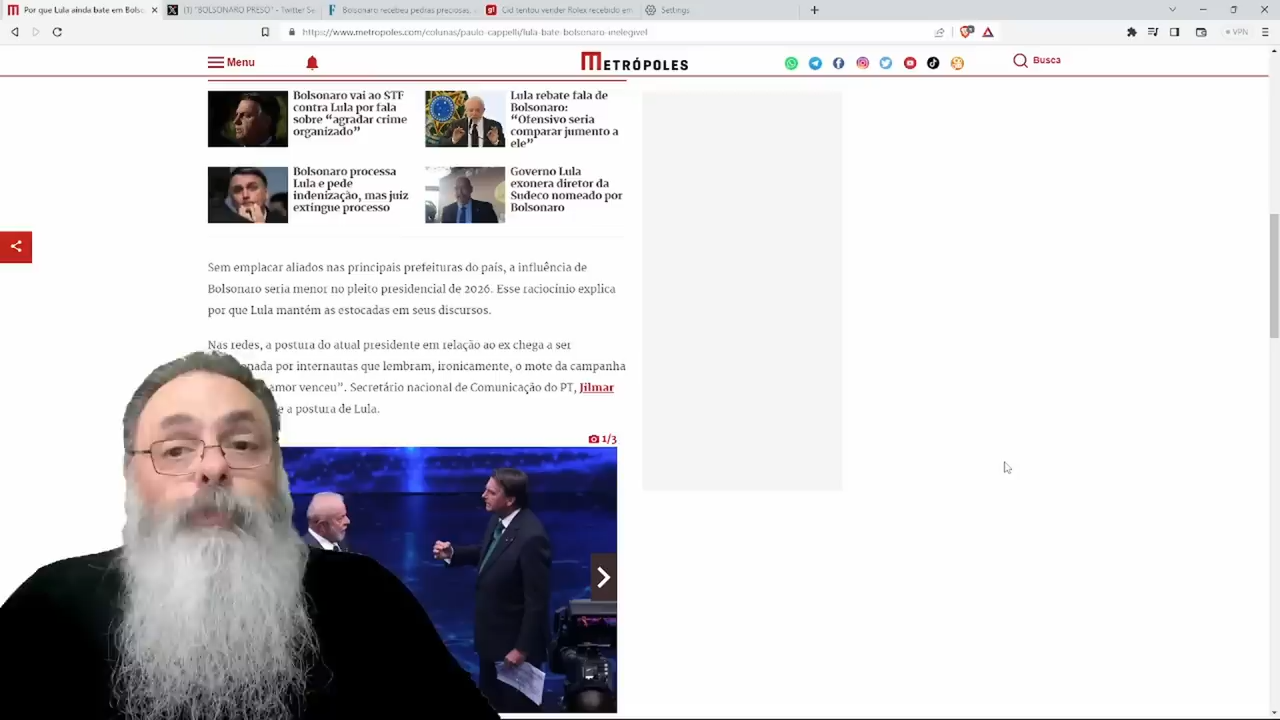 Por que Lula ainda bate em Bols
(1) "BOLSONARO PRESO" - Twitter Se
Bolsonaro recebeu pedras preciosas,
Cid tentou vender Rolex recebido em
Settings
https://www.metropoles.com/colunas/paulo-cappelli/lula-bate-bolsonaro-inelegivel
VPN
Menu
METRÓPOLES
Busca
Bolsonaro vai ao STF
contra Lula por fala
sobre “agradar crime
organizado”
Lula rebate fala de
Bolsonaro:
“Ofensivo seria
comparar jumento a
ele”
Bolsonaro processa
Lula e pede
indenização, mas juiz
extingue processo
Governo Lula
exonera diretor da
Sudeco nomeado por
Bolsonaro
Sem emplacar aliados nas principais prefeituras do país, a influência de
Bolsonaro seria menor no pleito presidencial de 2026. Esse raciocínio explica
por que Lula mantém as estocadas em seus discursos.
Nas redes, a postura do atual presidente em relação ao ex chega a ser
onada por internautas que lembram, ironicamente, o mote da campanha
amor venceu”. Secretário nacional de Comunicação do PT, Jilmar
e a postura de Lula.
1/3